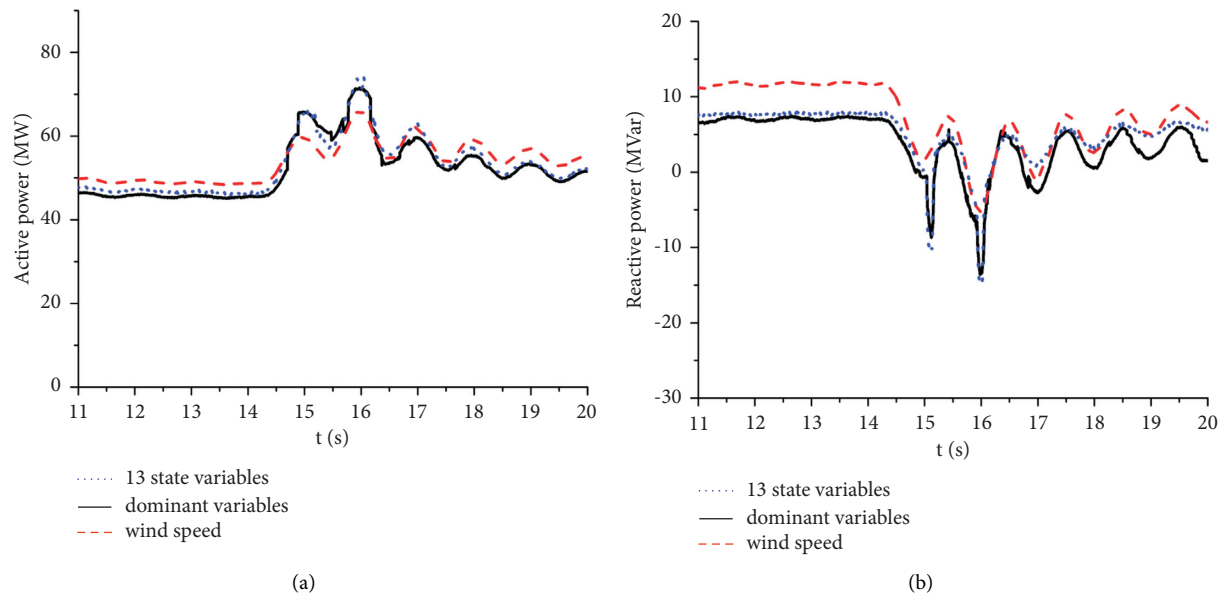 80
60
40
20
0
Active power (MW)
11 12 13 14 15 16 17 18 19 20
t (s)
13 state variables
dominant variables
wind speed
(a)
20
10
0
-10
-20
-30
Reactive power (MVar)
11 12 13 14 15 16 17 18 19 20
t (s)
13 state variables
dominant variables
wind speed
(b)